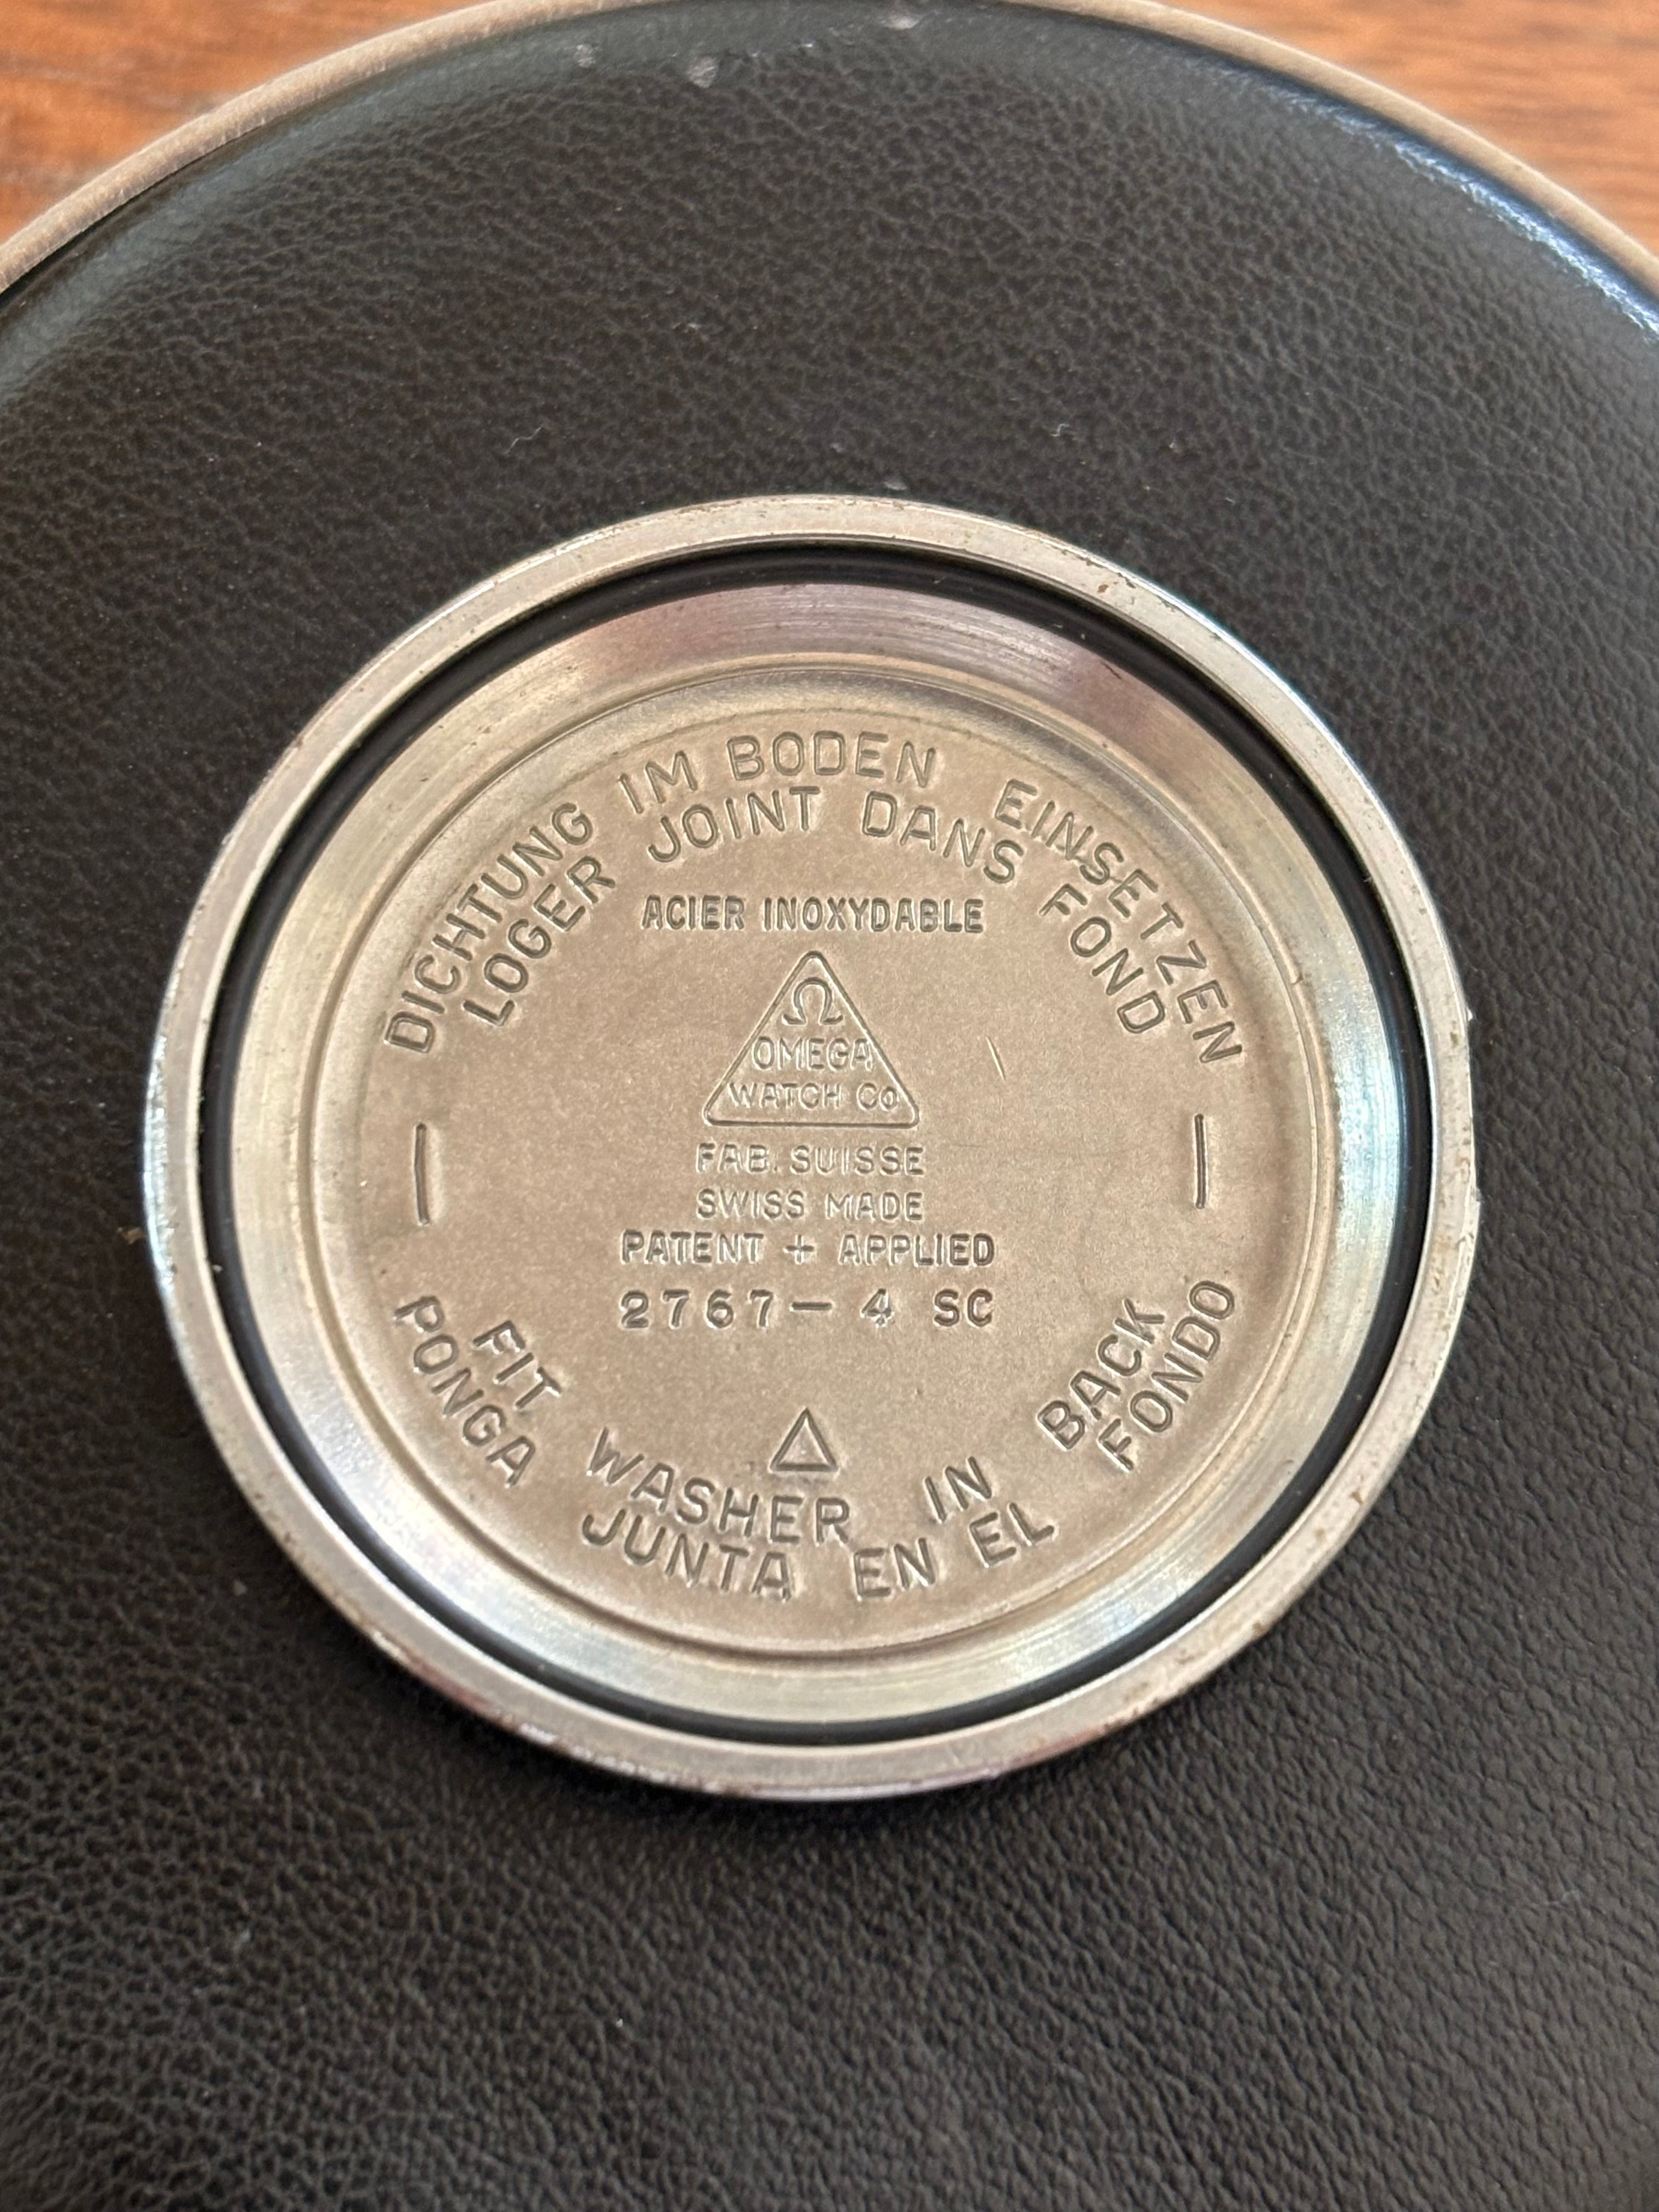 DICHTUNG IM BODEN EINSETZEN
LOGER JOINT DANS FOND
ACIER INOXYDABLE
Ω
OMEGA
WATCH CO
FAB. SUISSE
SWISS MADE
PATENT + APPLIED
2767 — 4 SC
FIT WASHER IN BACK
PONGA JUNTA EN EL FONDO